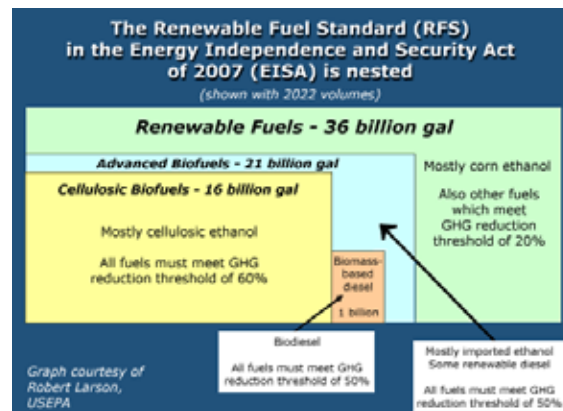 The Renewable Fuel Standard (RFS)
in the Energy Independence and Security Act
of 2007 (EISA) is nested
(shown with 2022 volumes)
Renewable Fuels - 36 billion gal
Advanced Biofuels - 21 billion gal
Cellulosic Biofuels - 16 billion gal
Mostly cellulosic ethanol
All fuels must meet GHG
reduction threshold of 60%
Mostly corn ethanol
Also other fuels
which meet
GHG reduction
threshold of 20%
Biomass-
based
diesel
1 billion
Biodiesel
All fuels must meet GHG
reduction threshold of 50%
Mostly imported ethanol
Some renewable diesel
All fuels must meet GHG
reduction threshold of 50%
Graph courtesy of
Robert Larson,
USEPA